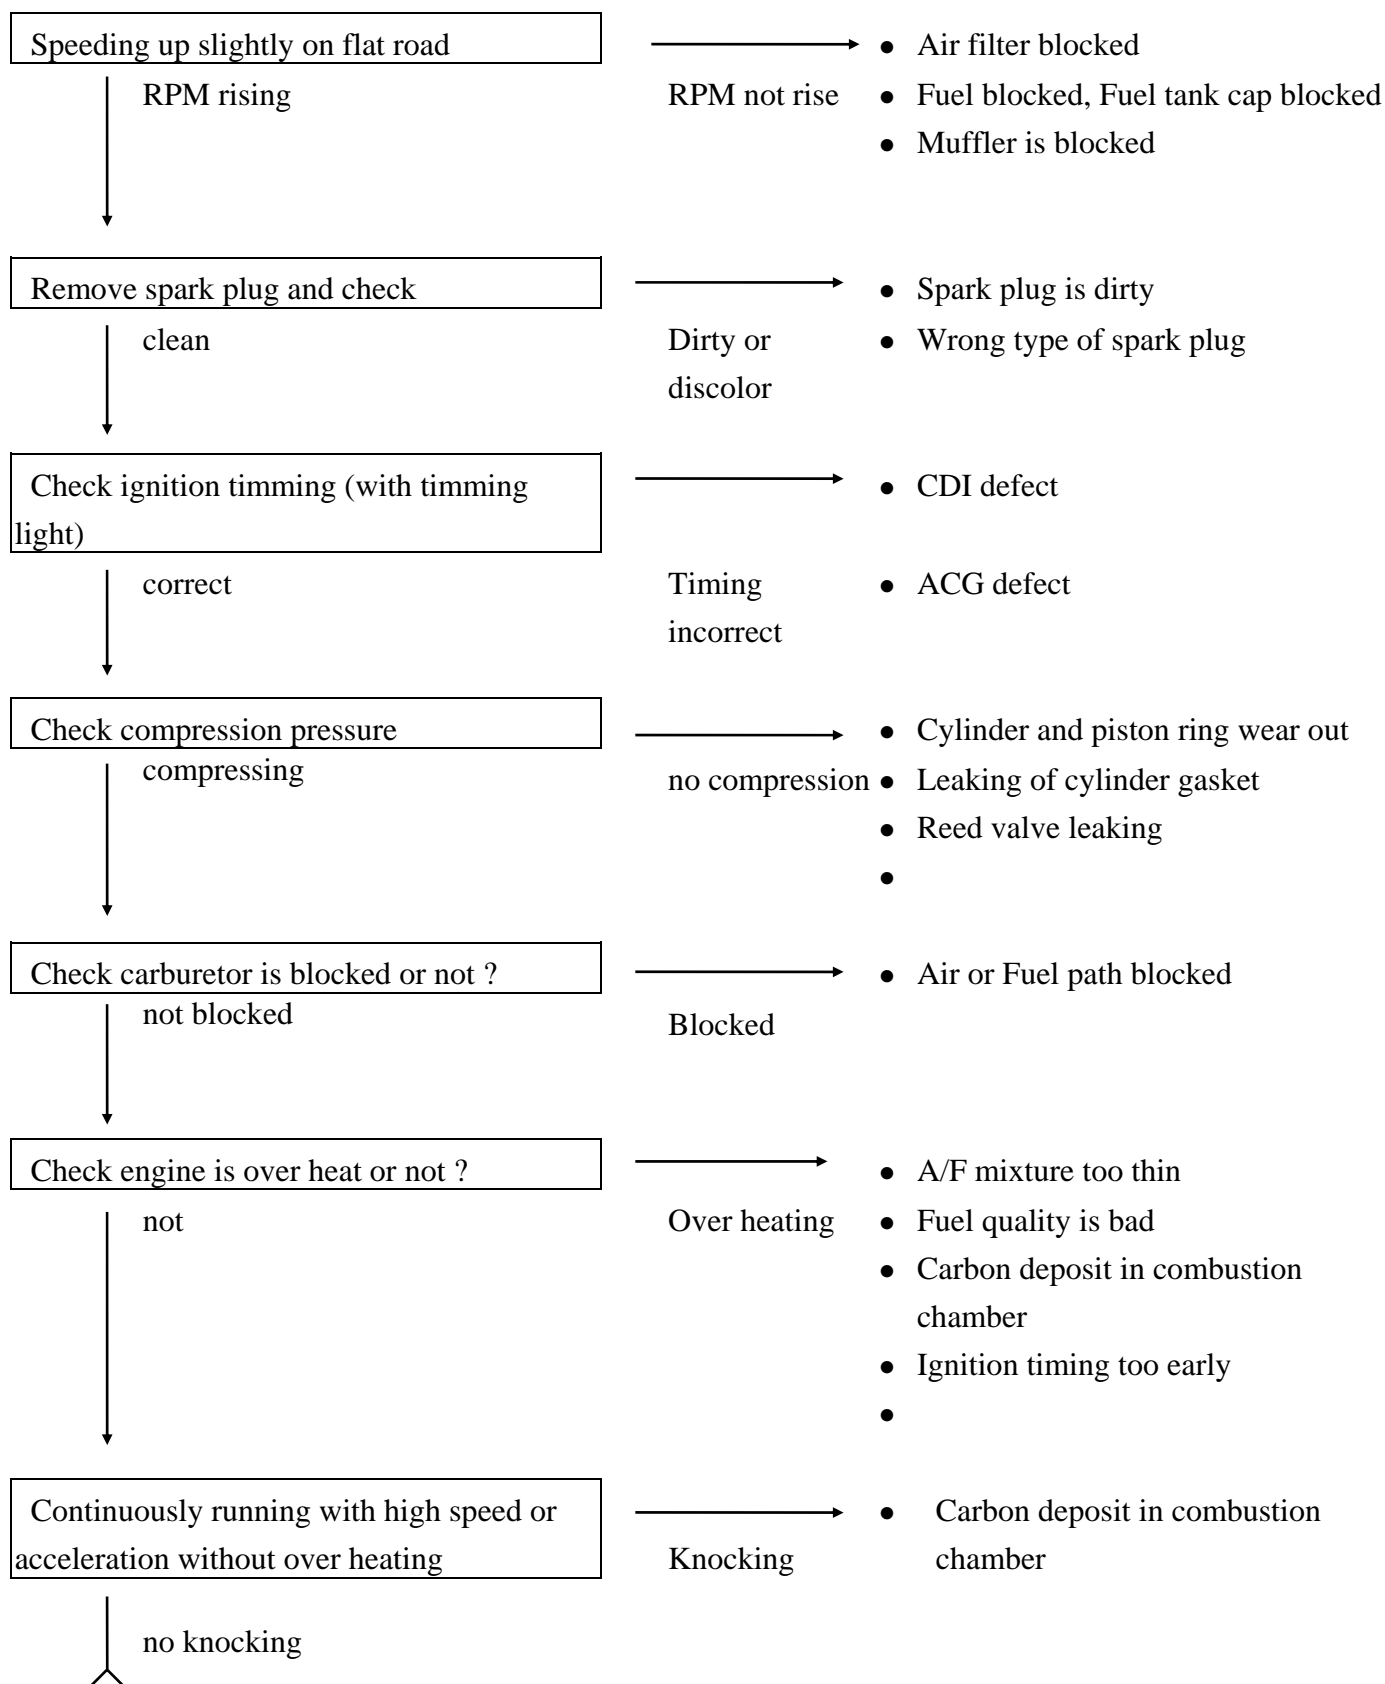 Speeding up slightly on flat road
● Air filter blocked
RPM rising
RPM not rise
● Fuel blocked, Fuel tank cap blocked
● Muffler is blocked
Remove spark plug and check
● Spark plug is dirty
clean
Dirty or
discolor
● Wrong type of spark plug
Check ignition timming (with timming
light)
● CDI defect
correct
Timing
incorrect
● ACG defect
Check compression pressure
● Cylinder and piston ring wear out
compressing
no compression
● Leaking of cylinder gasket
● Reed valve leaking
●
Check carburetor is blocked or not ?
● Air or Fuel path blocked
not blocked
Blocked
Check engine is over heat or not ?
● A/F mixture too thin
not
Over heating
● Fuel quality is bad
● Carbon deposit in combustion
chamber
● Ignition timing too early
●
Continuously running with high speed or
acceleration without over heating
● Carbon deposit in combustion
chamber
Knocking
no knocking